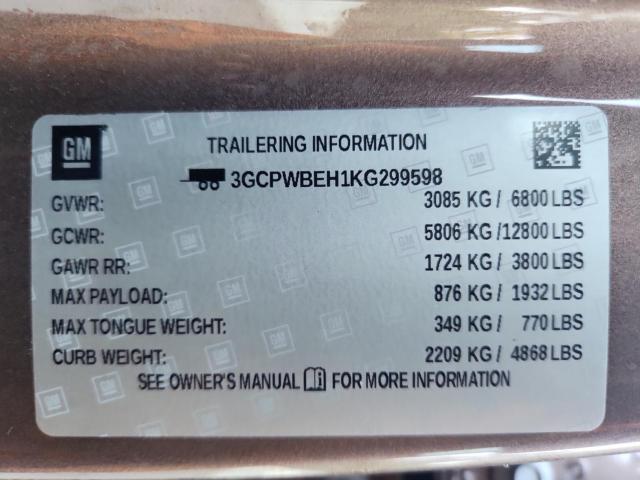 GM
TRAILERING INFORMATION
3GCPWBEH1KG299598
GVWR: 3085 KG / 6800 LBS
GCWR: 5806 KG /12800 LBS
GAWR RR: 1724 KG / 3800 LBS
MAX PAYLOAD: 876 KG / 1932 LBS
MAX TONGUE WEIGHT: 349 KG / 770 LBS
CURB WEIGHT: 2209 KG / 4868 LBS
SEE OWNER'S MANUAL FOR MORE INFORMATION